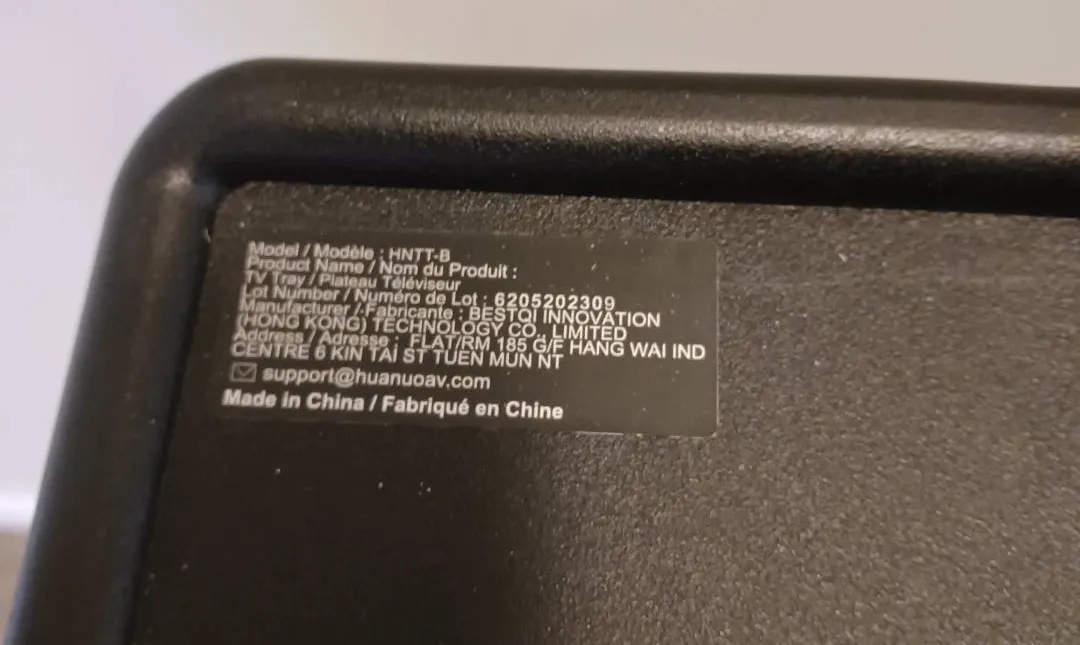 Model / Modèle : HNTT-B
Product Name / Nom du Produit :
TV Tray / Plateau Téléviseur
Lot Number / Numéro de Lot : 6205202309
Manufacturer / Fabricante : BESTQI INNOVATION
(HONG KONG) TECHNOLOGY CO., LIMITED
Address / Adresse : FLAT/RM 185 G/F HANG WAI IND
CENTRE 6 KIN TAI ST TUEN MUN NT
support@huanuoav.com
Made in China / Fabriqué en Chine